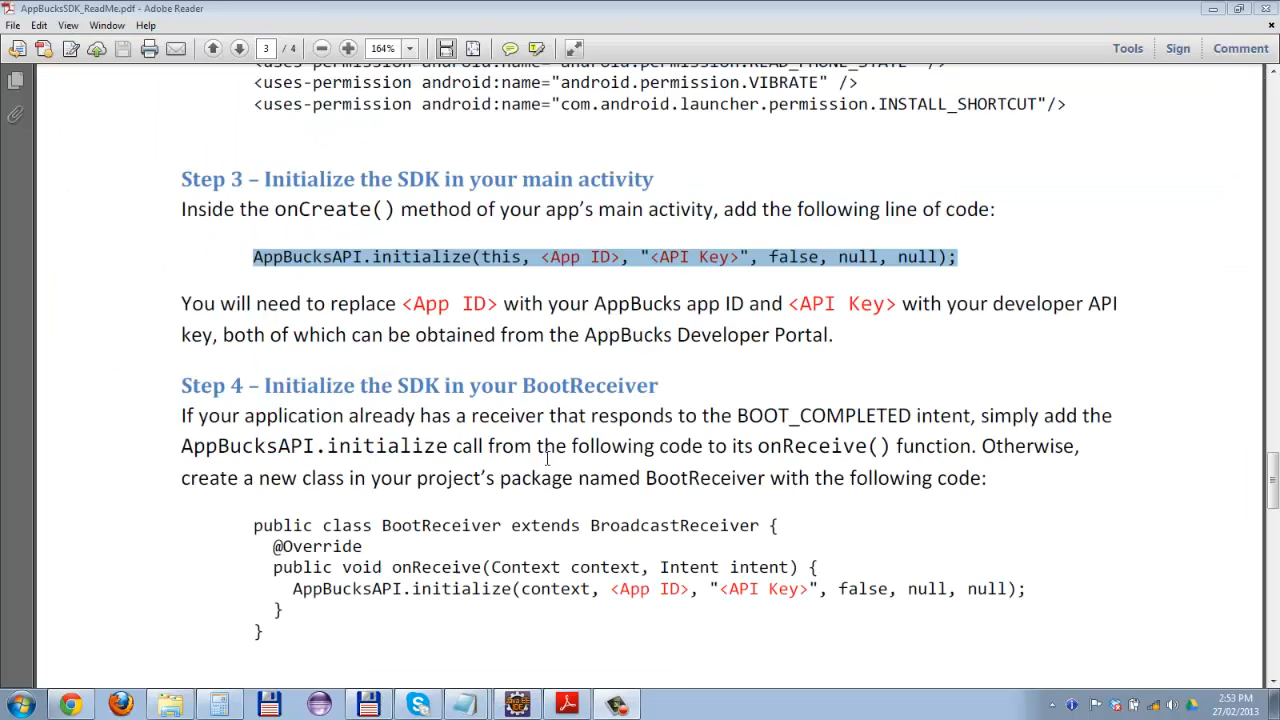 AppBucksSDK_ReadMe.pdf - Adobe Reader
File Edit View Window Help
3 / 4 164% Tools Sign Comment
<uses-permission android:name="android.permission.READ_PHONE_STATE" />
<uses-permission android:name="android.permission.VIBRATE" />
<uses-permission android:name="com.android.launcher.permission.INSTALL_SHORTCUT"/>
Step 3 – Initialize the SDK in your main activity
Inside the onCreate() method of your app’s main activity, add the following line of code:
AppBucksAPI.initialize(this, <App ID>, "<API Key>", false, null, null);
You will need to replace <App ID> with your AppBucks app ID and <API Key> with your developer API
key, both of which can be obtained from the AppBucks Developer Portal.
Step 4 – Initialize the SDK in your BootReceiver
If your application already has a receiver that responds to the BOOT_COMPLETED intent, simply add the
AppBucksAPI.initialize call from the following code to its onReceive() function. Otherwise,
create a new class in your project’s package named BootReceiver with the following code:
public class BootReceiver extends BroadcastReceiver {
@Override
public void onReceive(Context context, Intent intent) {
AppBucksAPI.initialize(context, <App ID>, "<API Key>", false, null, null);
}
}
2:53 PM
27/02/2013